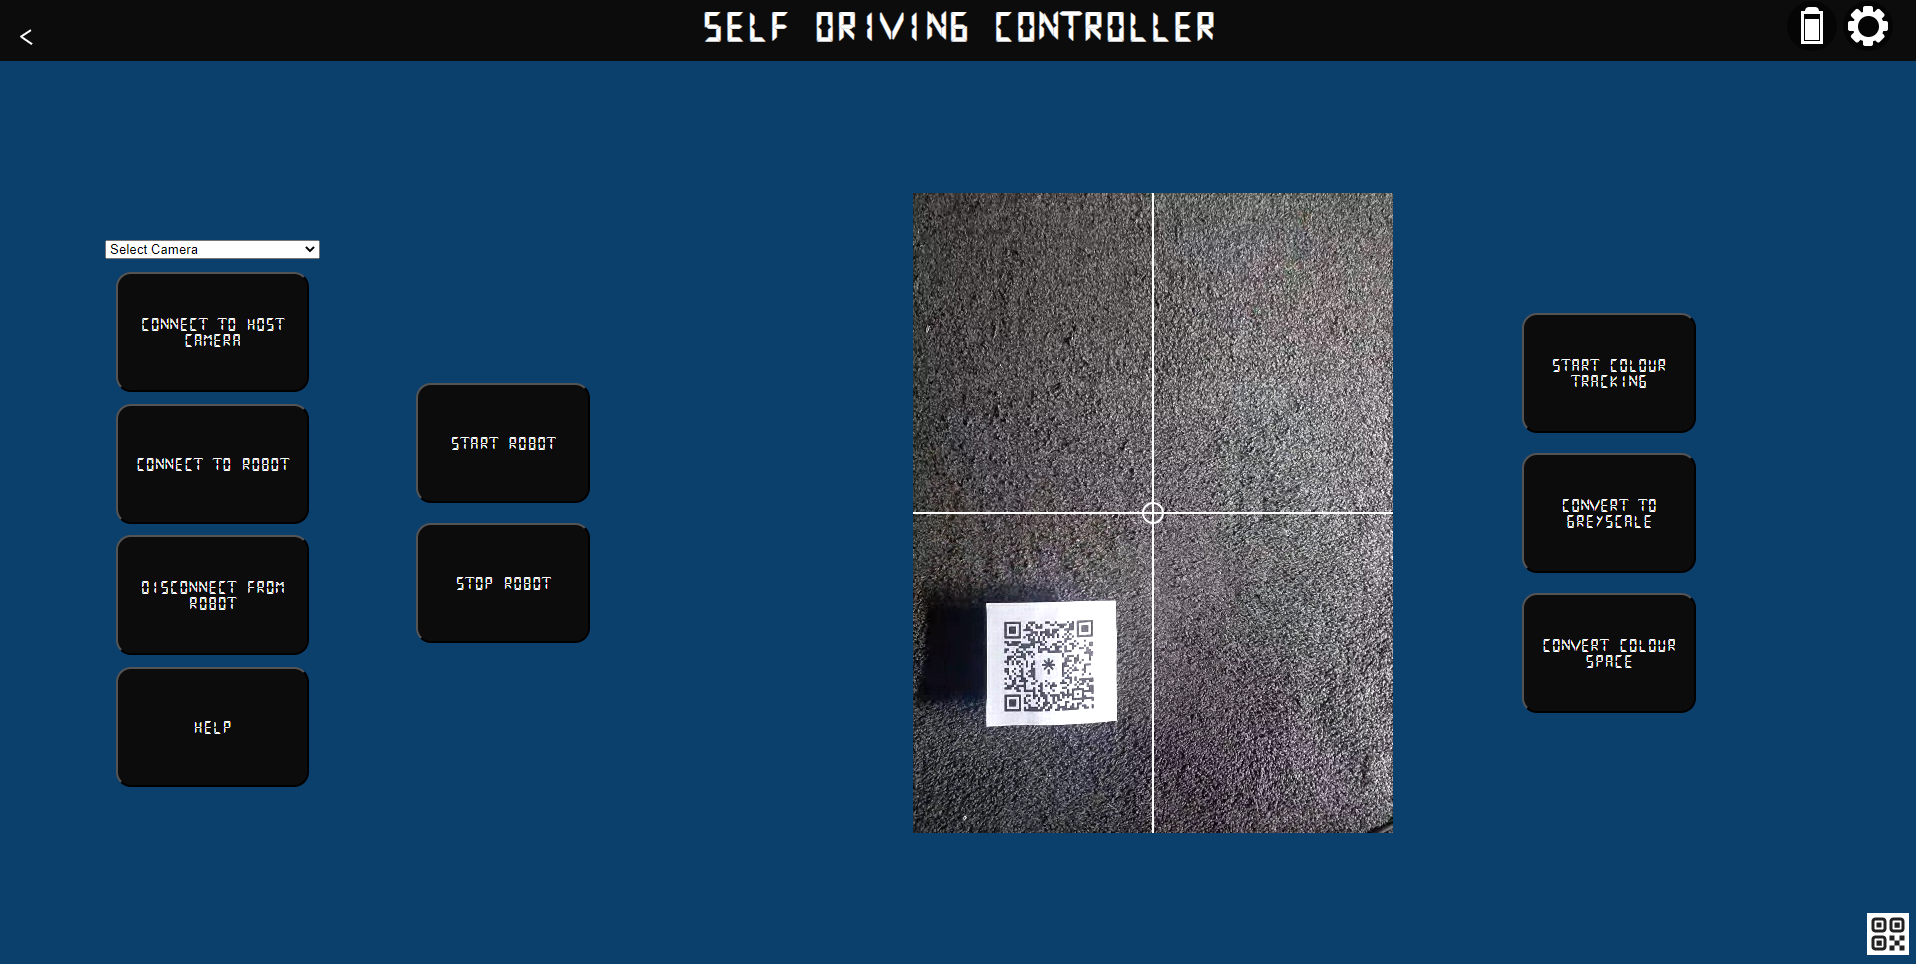 <
SELF DRIVING CONTROLLER
Select Camera
CONNECT TO HOST
CAMERA
CONNECT TO ROBOT
DISCONNECT FROM
ROBOT
HELP
START ROBOT
STOP ROBOT
START COLOUR
TRACKING
CONVERT TO
GREYSCALE
CONVERT COLOUR
SPACE